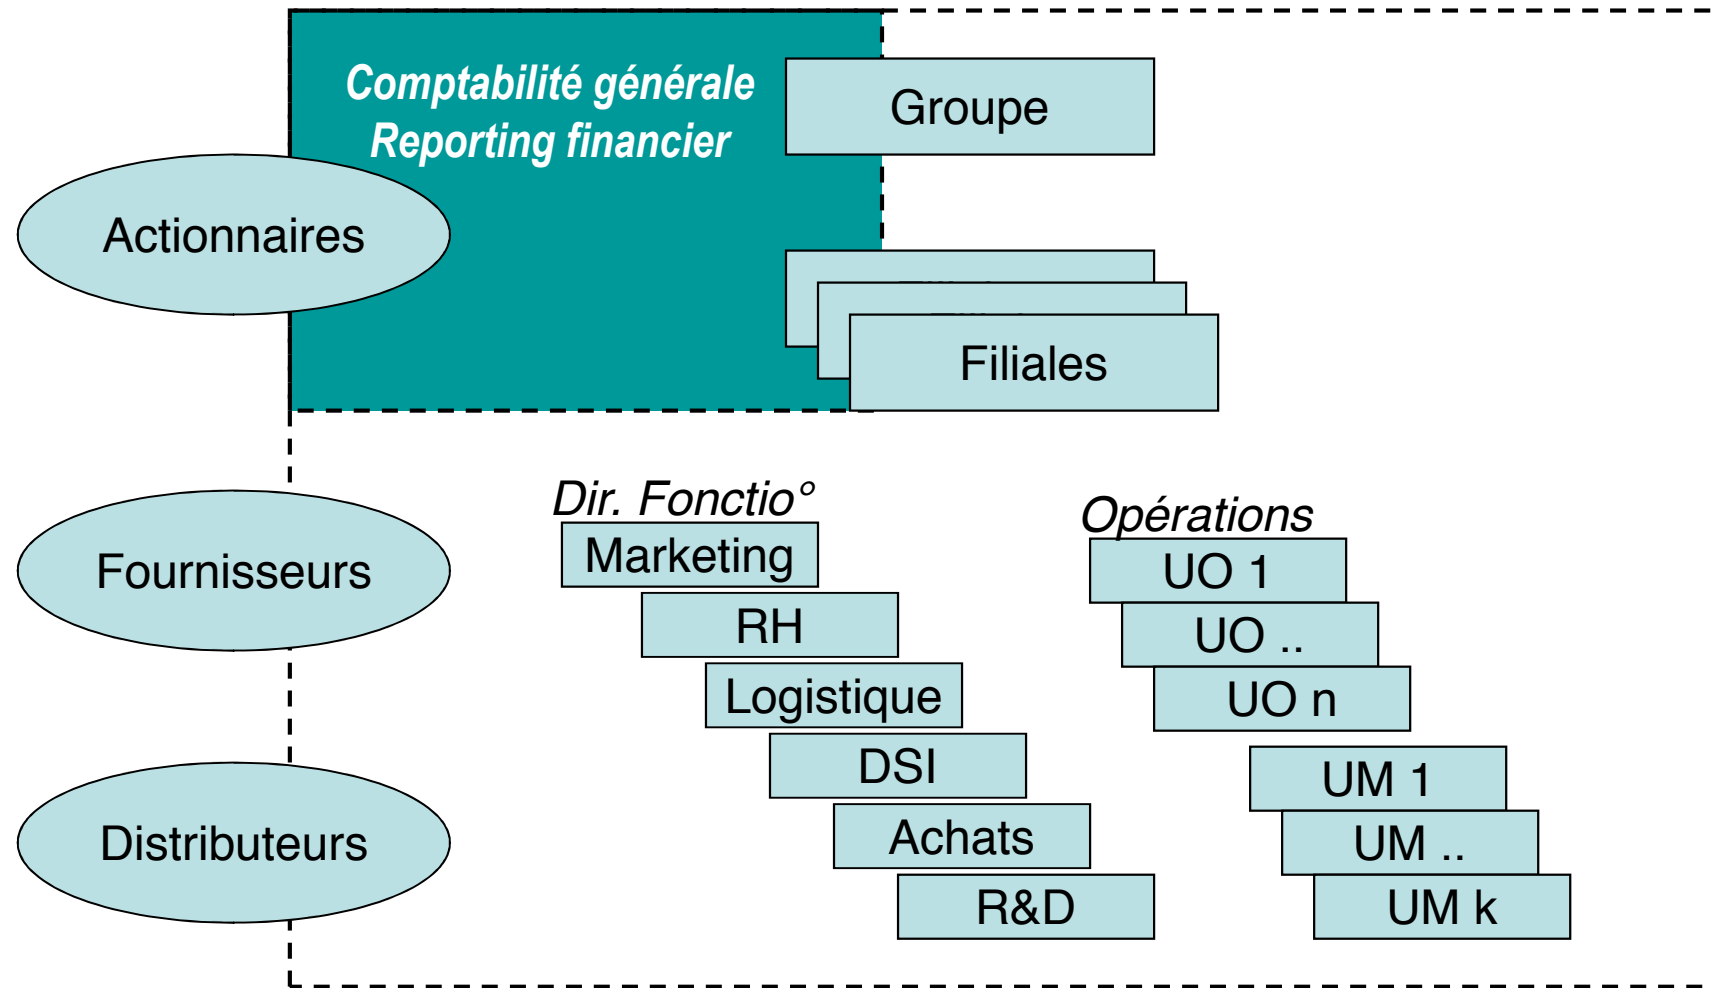 Comptabilité générale
Reporting financier
Groupe
Actionnaires
Filiales
Dir. Fonctio°
Opérations
Marketing
UO 1
Fournisseurs
RH
UO ..
Logistique
UO n
DSI
UM 1
Distributeurs
Achats
UM ..
R&D
UM k